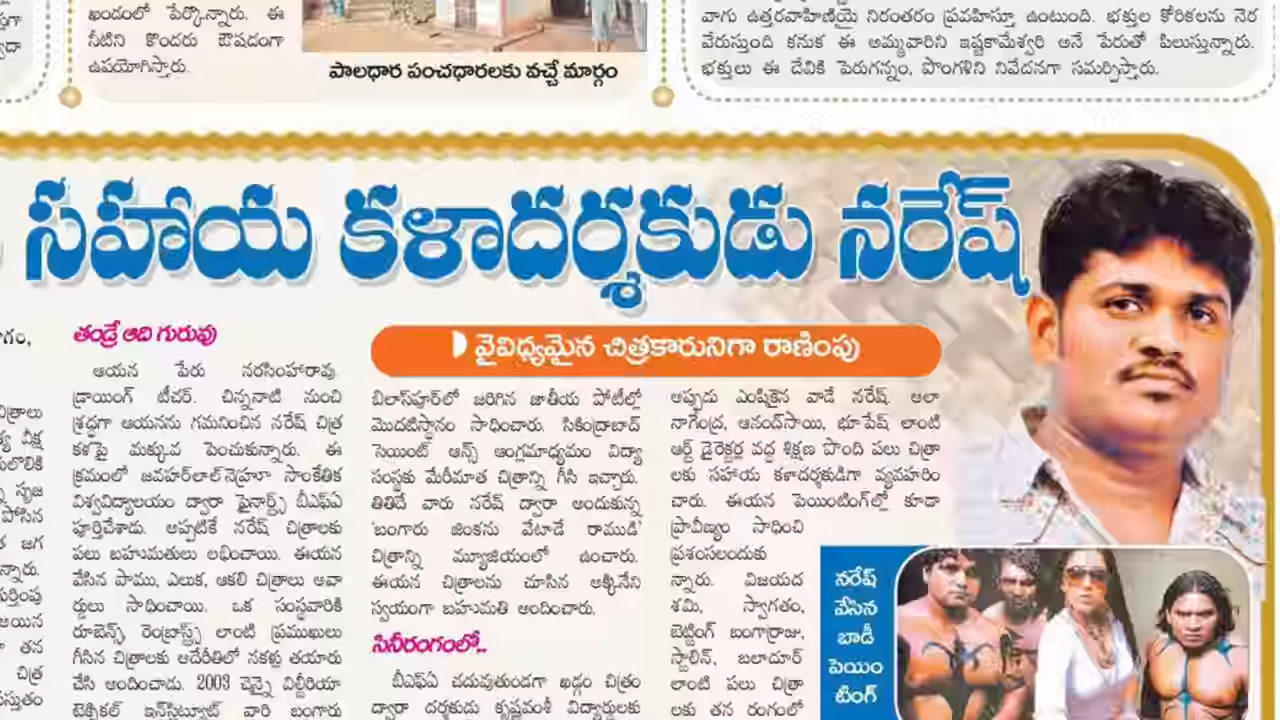 ఖండంలో పేర్కొన్నారు. ఈ
నీటిని కొందరు ఔషదంగా
ఉపయోగిస్తారు.
పాలధార పంచధారలకు వచ్చే మార్గం
వాగు ఉత్తరవాహినియై నిరంతరం ప్రవహిస్తూ ఉంటుంది. భక్తుల కోరికలను నెర
వేరుస్తుంది కనుక ఈ అమ్మవారిని ఇష్టకామేశ్వరి అనే పేరుతో పిలుస్తున్నారు.
భక్తులు ఈ దేవికి పెరుగన్నం, పొంగళిని నివేదనగా సమర్పిస్తారు.
సహాయ కళాదర్శకుడు నరేష్
వైవిధ్యమైన చిత్రకారునిగా రాణింపు
తండ్రే ఆది గురువు
ఆయన పేరు నరసింహారావు.
డ్రాయింగ్ టీచర్. చిన్ననాటి నుంచి
శ్రద్ధగా ఆయనను గమనించిన నరేష్ చిత్ర
కళపై మక్కువ పెంచుకున్నారు. ఈ
క్రమంలో జవహర్‌లాల్‌నెహ్రూ సాంకేతిక
విశ్వవిద్యాలయం ద్వారా ఫైనార్ట్స్ బీఎఫ్ఏ
పూర్తిచేశాడు. అప్పటికే నరేష్ చిత్రాలకు
పలు బహుమతులు లభించాయి. ఈయన
వేసిన పాము, ఎలుక, ఆకలి చిత్రాలు అవా
ర్డులు సాధించాయి. ఒక సంస్థవారికి
రూబెన్స్, రెంబ్రాస్ట్స్ లాంటి ప్రముఖులు
గీసిన చిత్రాలకు అదేరీతిలో నకళ్లు తయారు
చేసి అందించాడు. 2003 చెన్నై విక్టోరియా
టెక్నికల్ ఇన్‌స్టిట్యూట్ వారి బంగారు
బిలాస్‌పూర్‌లో జరిగిన జాతీయ పోటీల్లో
మొదటిస్థానం సాధించారు. సికింద్రాబాద్
సెయింట్ ఆన్స్ ఆంగ్లమాధ్యమం విద్యా
సంస్థకు మేరీమాత చిత్రాన్ని గీసి ఇచ్చారు.
తితిదే వారు నరేష్ ద్వారా అందుకున్న
'బంగారు జింకను వేటాడే రాముడి'
చిత్రాన్ని మ్యూజియంలో ఉంచారు.
ఈయన చిత్రాలను చూసిన అక్కినేని
స్వయంగా బహుమతి అందించారు.
సినీరంగంలో..
బీఎఫ్ఏ చదువుతుండగా ఖడ్గం చిత్రం
ద్వారా దర్శకుడు కృష్ణవంశీ విద్యార్థులకు
అప్పుడు ఎంపికైన వాడే నరేష్. అలా
నాగేంద్ర, ఆనంద్‌సాయి, భూపేష్ లాంటి
ఆర్ట్ డైరెక్టర్ల వద్ద శిక్షణ పొంది పలు చిత్రా
లకు సహాయ కళాదర్శకుడిగా వ్యవహరిం
చారు. ఈయన పెయింటింగ్‌ల్లో కూడా
ప్రావీణ్యం సాధించి
ప్రశంసలందుకు
న్నారు. విజయద
శమి, స్వాగతం,
బెట్టింగ్ బంగార్రాజు,
స్టాలిన్, బలాదూర్
లాంటి పలు చిత్రా
లకు తన రంగంలో
నరేష్
వేసిన
బాడీ
పెయిం
టింగ్